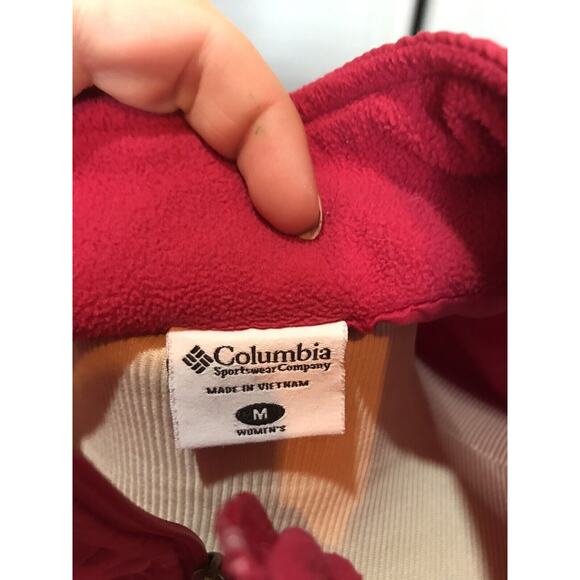 Columbia
Sportswear Company
MADE IN VIETNAM
M
WOMEN'S